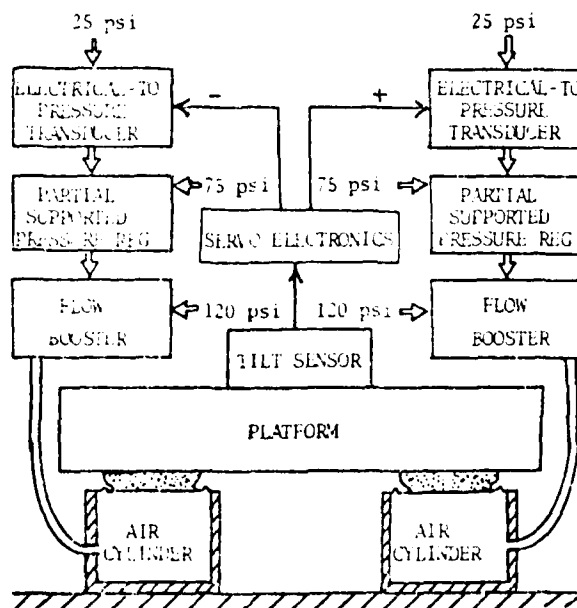 25 psi
25 psi
ELECTRICAL-TO
PRESSURE
TRANSDUCER
-
+
ELECTRICAL-TO
PRESSURE
TRANSDUCER
75 psi
75 psi
PARTIAL
SUPPORTED
PRESSURE REG
PARTIAL
SUPPORTED
PRESSURE REG
SERVO ELECTRONICS
FLOW
BOOSTER
120 psi
120 psi
FLOW
BOOSTER
TILT SENSOR
PLATFORM
AIR
CYLINDER
AIR
CYLINDER